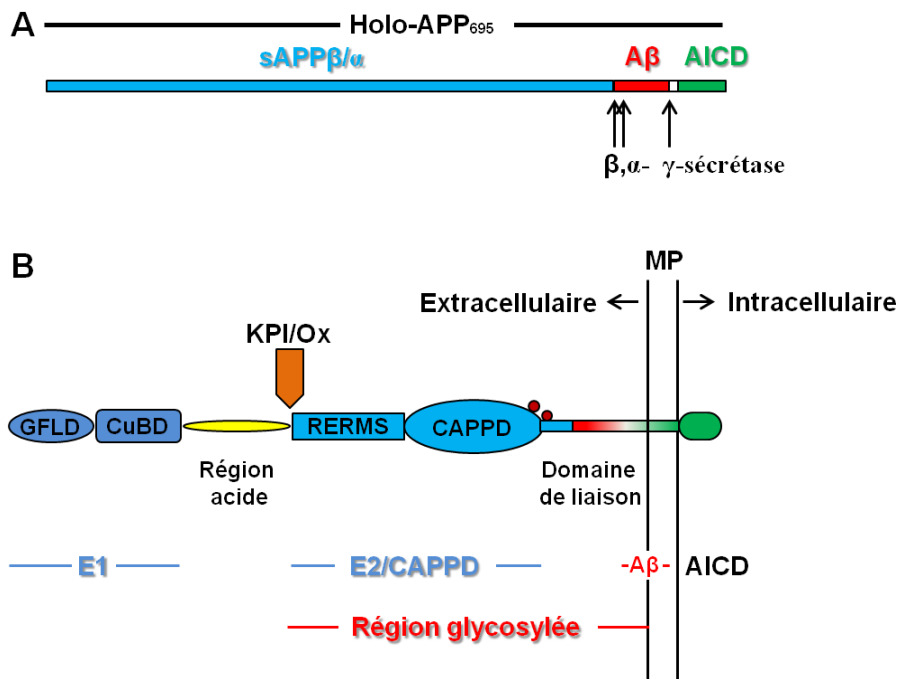 A
Holo-APP695
sAPPβ/α
Aβ
AICD
β,α-
γ-sécrétase
B
MP
Extracellulaire
Intracellulaire
KPI/Ox
GFLD
CuBD
RERMS
CAPPD
Région
acide
Domaine
de liaison
E1
E2/CAPPD
-Aβ-
AICD
Région glycosylée